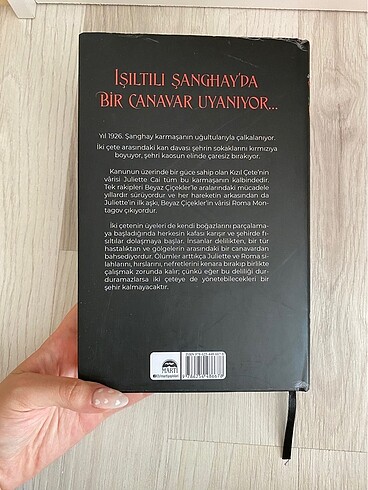 IŞILTILI ŞANGHAY'DA
BİR CANAVAR UYANIYOR...
Yıl 1926. Şanghay karmaşanın uğultularıyla çalkalanıyor.
İki çete arasındaki kan davası şehrin sokaklarını kırmızıya
boyuyor, şehri kaosun elinde çaresiz bırakıyor.
Kanunun üzerinde bir güce sahip olan Kızıl Çete'nin
vârisi Juliette Cai tüm bu karmaşanın kalbindedir.
Tek rakipleri Beyaz Çiçekler'le aralarındaki mücadele
yıllardır sürüyordur ve her hareketin arkasından da
Juliette'in ilk aşkı, Beyaz Çiçekler'in vârisi Roma Mon-
tagov çıkıyordur.
İki çetenin üyeleri de kendi boğazlarını parçalama-
ya başladığında herkesin kafası karışır ve şehirde fı-
sıltılar dolaşmaya başlar. İnsanlar delilikten, bir tür
hastalıktan ve gölgelerin arasındaki bir canavardan
bahsediyordur. Ölümler arttıkça Juliette ve Roma si-
lahlarını, hırslarını, nefretlerini kenara bırakıp birlikte
çalışmak zorunda kalır; çünkü eğer bu deliliği dur-
duramazlarsa iki çeteye de yönetebilecekleri bir
şehir kalmayacaktır.
MARTI